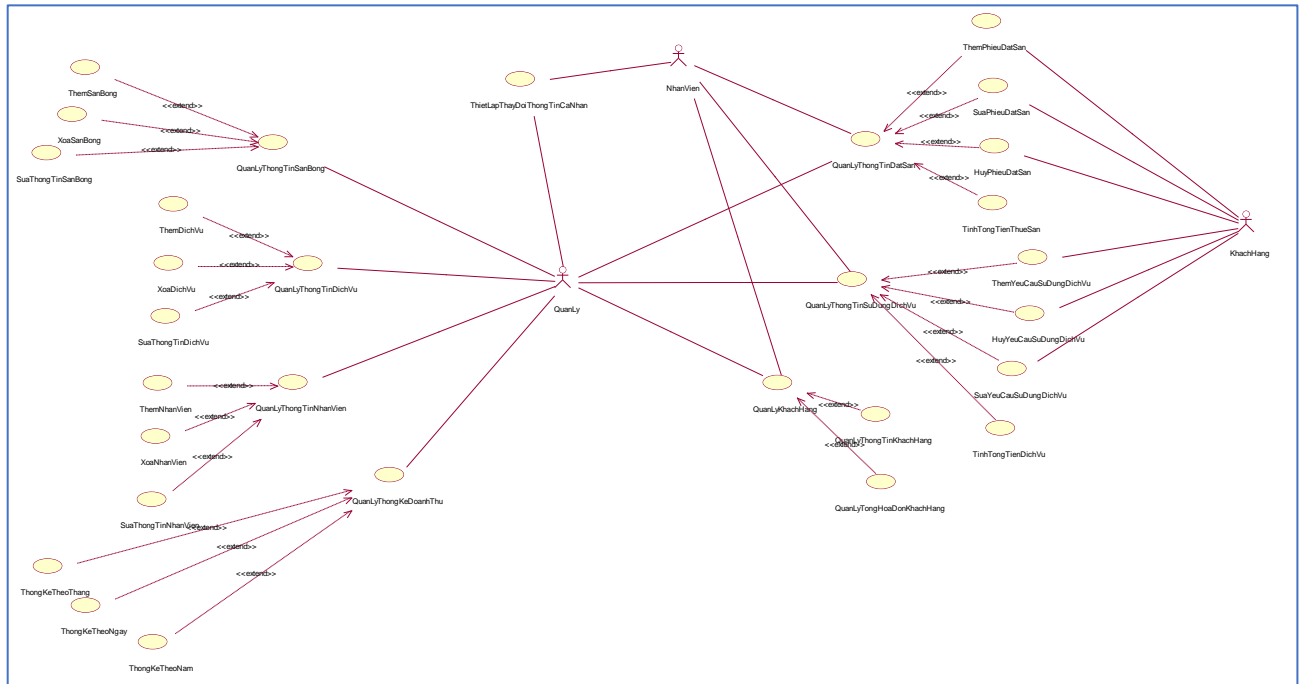 ThemPhieuDatSan
ThemSanBong
<<extend>>
NhanVien
<<extend>>
ThietLapThayDoiThongTinCaNhan
<<extend>>
SuaPhieuDatSan
<<extend>>
XoaSanBong
<<extend>>
<<extend>>
<<extend>>
QuanLyThongTinSanBong
QuanLyThongTinDatSan
HuyPhieuDatSan
SuaThongTinSanBong
<<extend>>
ThemDichVu
<<extend>>
TinhTongTienThueSan
KhachHang
<<extend>>
<<extend>>
XoaDichVu
QuanLyThongTinDichVu
ThemYeuCauSuDungDichVu
<<extend>>
QuanLy
QuanLyThongTinSuDungDichVu
<<extend>>
SuaThongTinDichVu
<<extend>>
HuyYeuCauSuDungDichVu
<<extend>>
<<extend>>
ThemNhanVien
QuanLyThongTinNhanVien
QuanLyKhachHang
SuaYeuCauSuDungDichVu
<<extend>>
<<extend>>
QuanLyThongTinKhachHang
<<extend>>
<<extend>>
XoaNhanVien
TinhTongTienDichVu
QuanLyThongKeDoanhThu
QuanLyTongHoaDonKhachHang
SuaThongTinNhanVien
<<extend>>
<<extend>>
<<extend>>
ThongKeTheoThang
ThongKeTheoNgay
ThongKeTheoNam